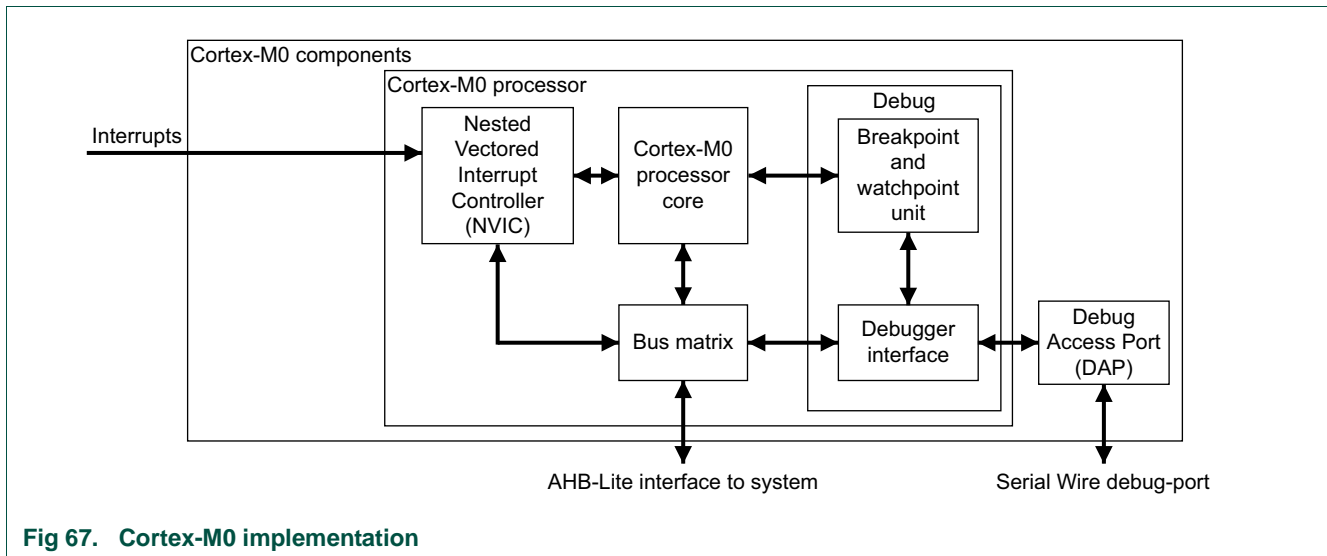 Cortex-M0 components
Cortex-M0 processor
Debug
Interrupts
Nested
Vectored
Interrupt
Controller
(NVIC)
Cortex-M0
processor
core
Breakpoint
and
watchpoint
unit
Bus matrix
Debugger
interface
Debug
Access Port
(DAP)
AHB-Lite interface to system
Serial Wire debug-port
Fig 67. Cortex-M0 implementation